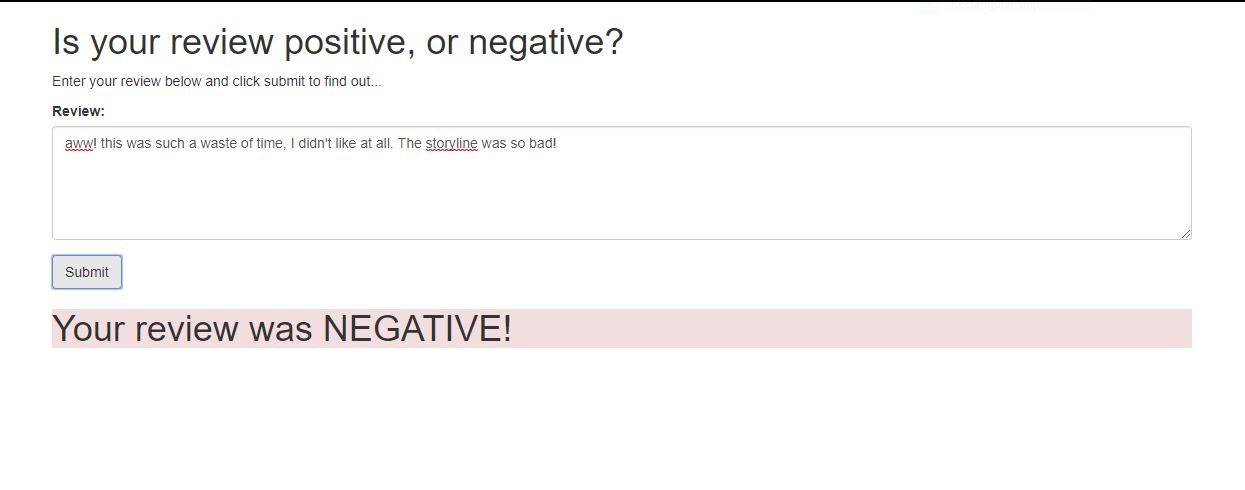 Is your review positive, or negative?
Enter your review below and click submit to find out...
Review:
aww! this was such a waste of time, I didn't like at all. The storyline was so bad!
Submit
Your review was NEGATIVE!